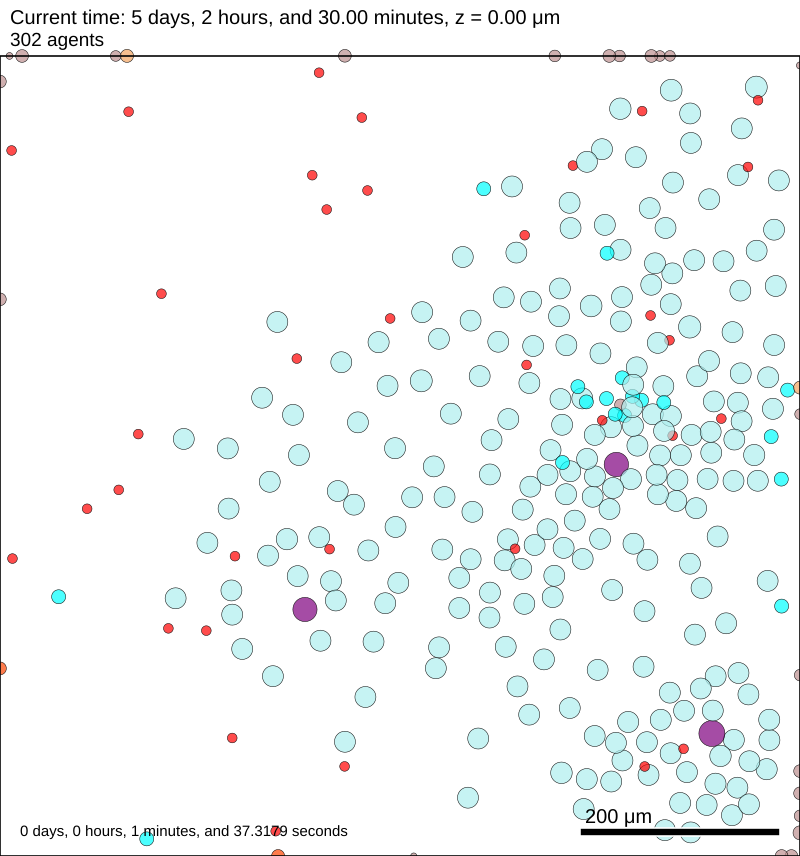 Current time: 5 days, 2 hours, and 30.00 minutes, z = 0.00 μm
302 agents
200 μm
0 days, 0 hours, 1 minutes, and 37.3179 seconds